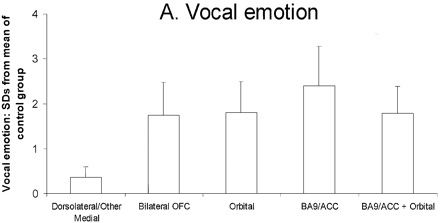 A. Vocal emotion
Vocal emotion: SDs from mean of
control group
4
3
2
1
0
Dorsolateral/Other
Medial
Bilateral OFC
Orbital
BA9/ACC
BA9/ACC + Orbital